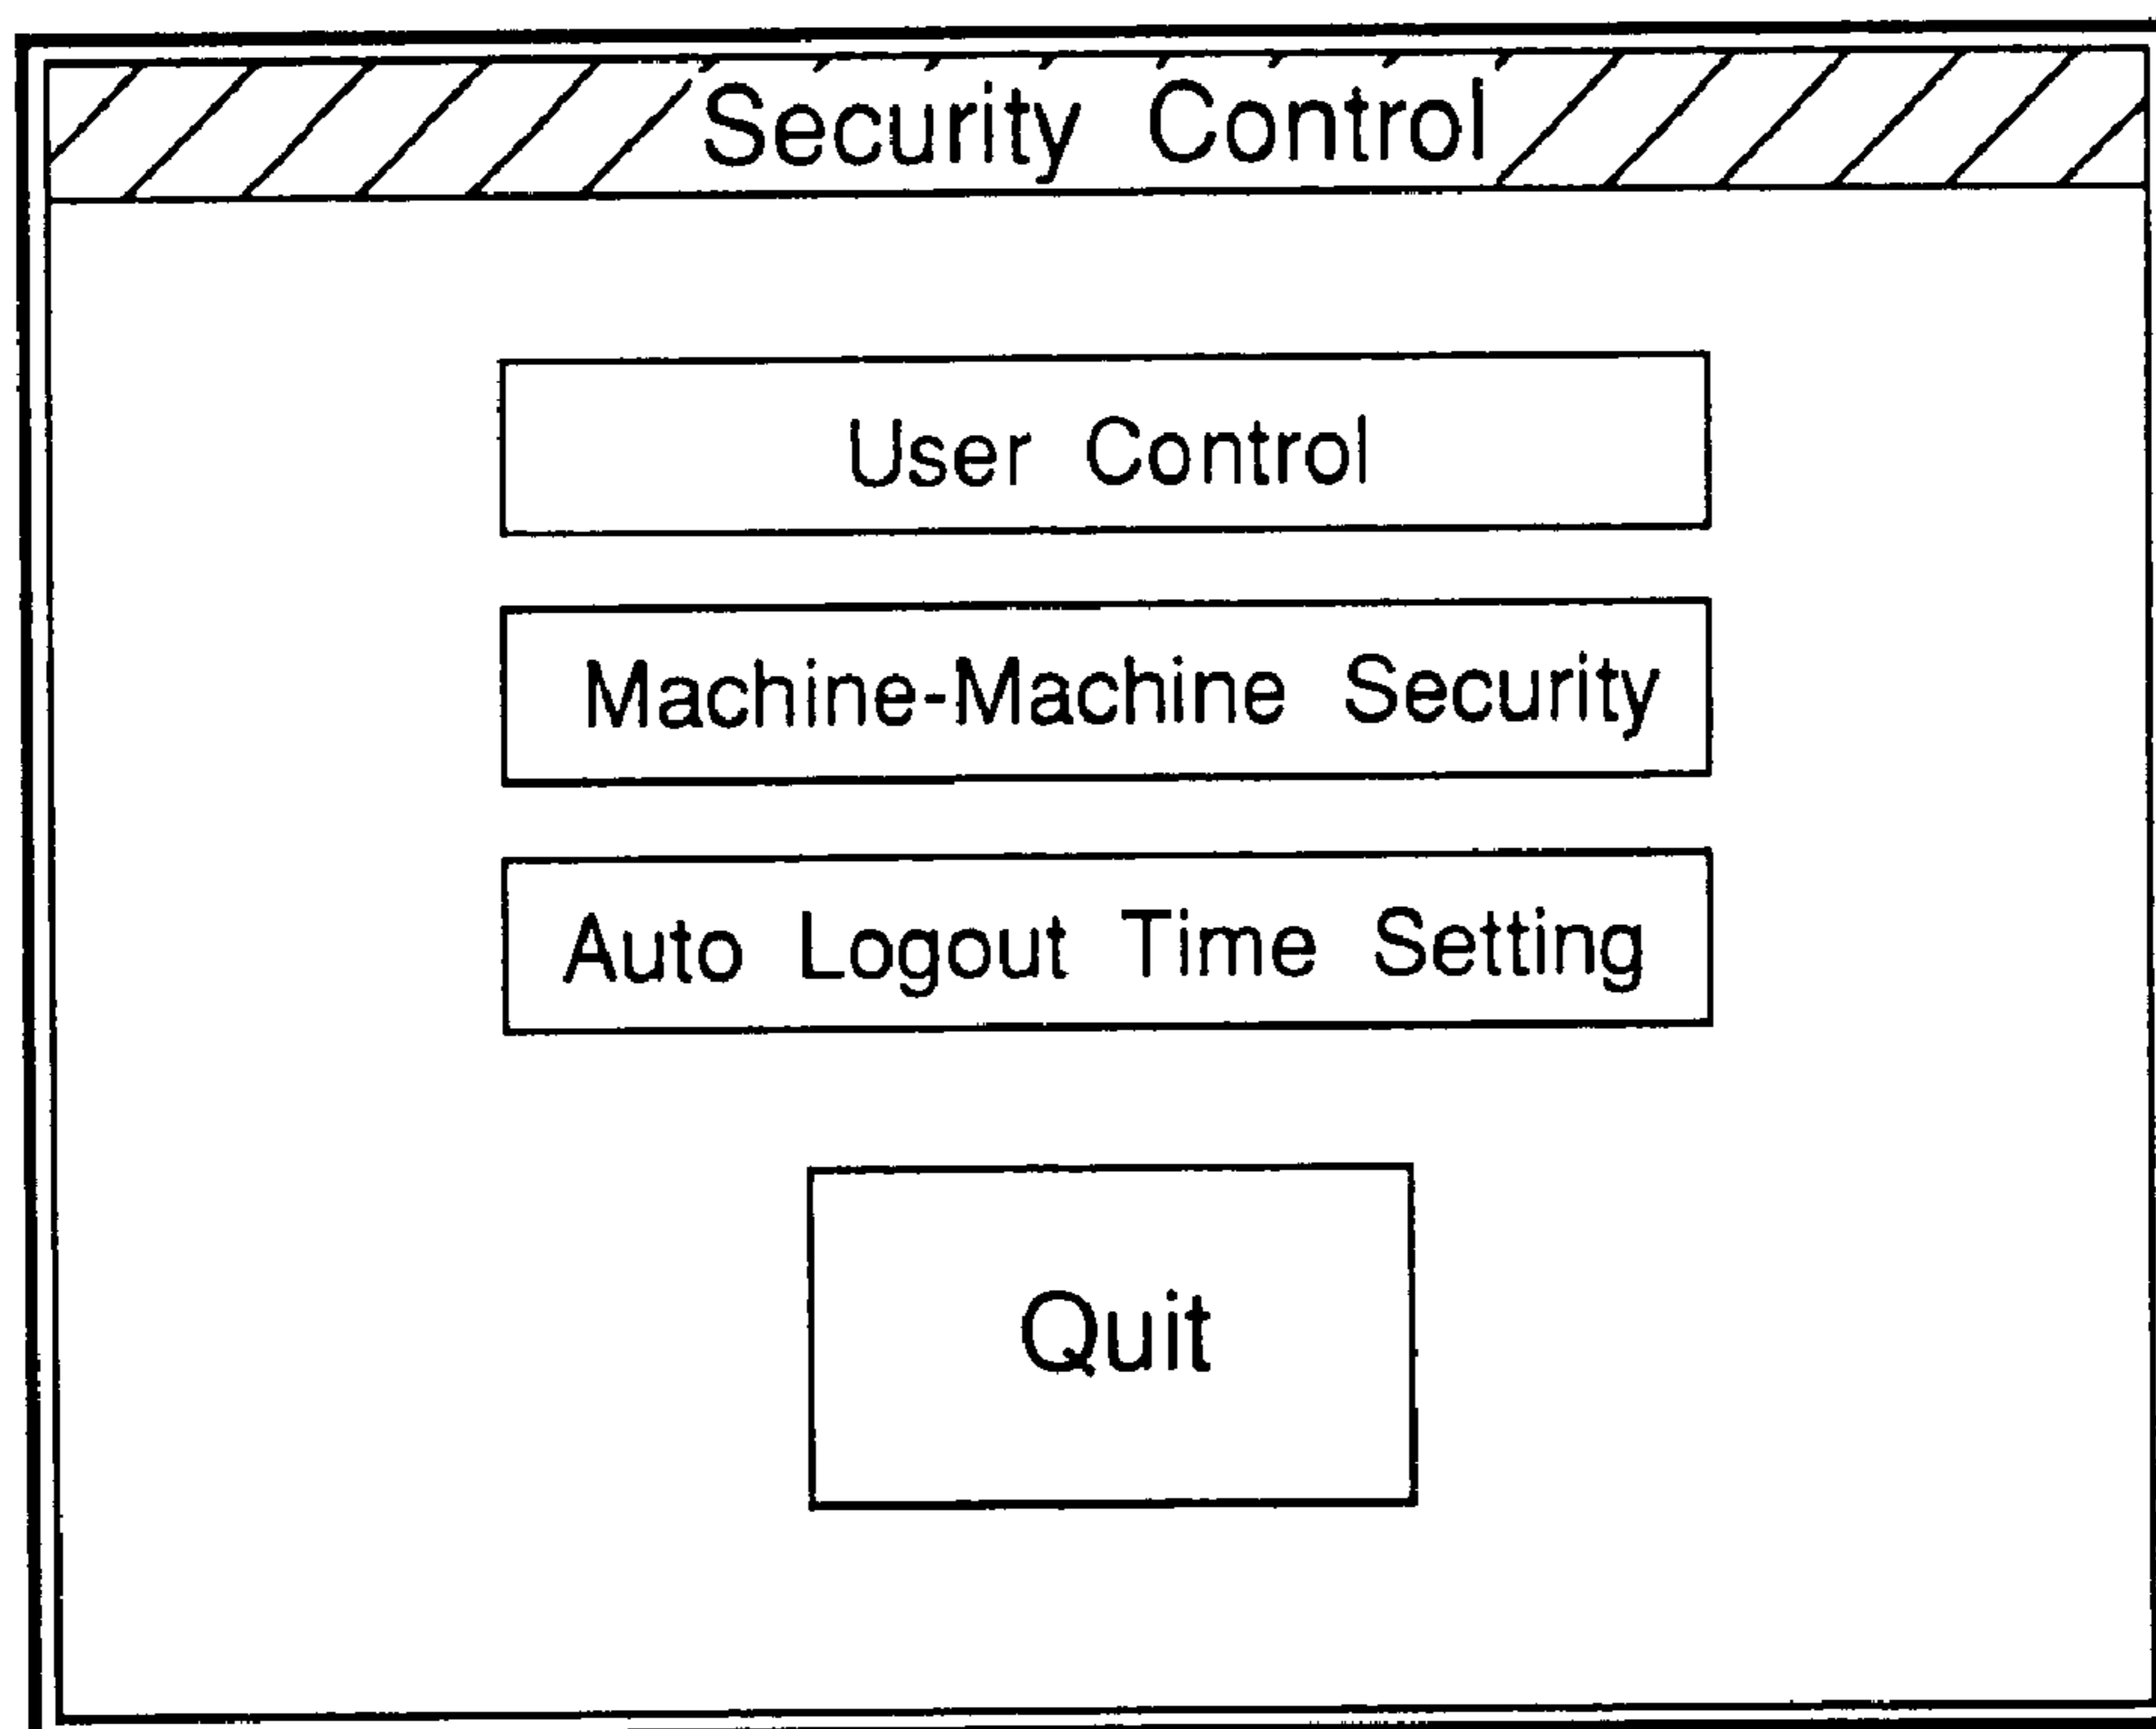 Security Control
User Control
Machine-Machine Security
Auto Logout Time Setting
Quit